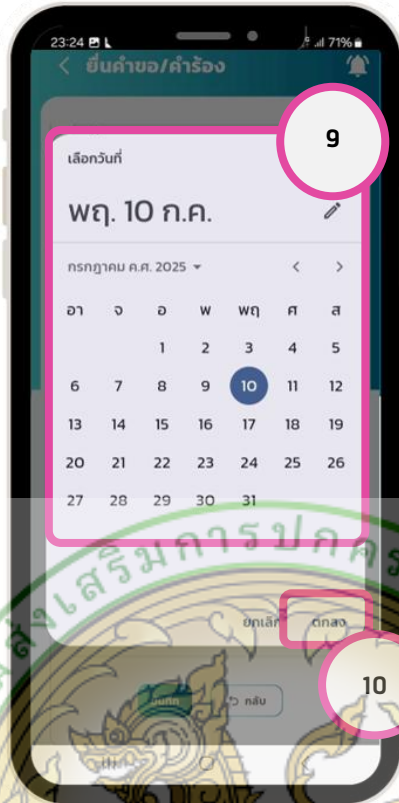 23:24 71%
ยื่นคำขอ/คำร้อง
9
เลือกวันที่
พฤ. 10 ก.ค.
กรกฎาคม ค.ศ. 2025
อา จ อ พ พฤ ศ ส
1 2 3 4 5
6 7 8 9 10 11 12
13 14 15 16 17 18 19
20 21 22 23 24 25 26
27 28 29 30 31
ยกเลิก ตกลง
10
บันทึก กลับ